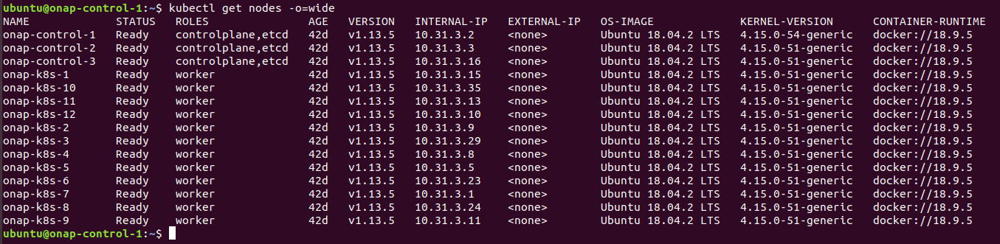 ubuntu@onap-control-1:~$ kubectl get nodes -o=wide
NAME STATUS ROLES AGE VERSION INTERNAL-IP EXTERNAL-IP OS-IMAGE KERNEL-VERSION CONTAINER-RUNTIME
onap-control-1 Ready controlplane,etcd 42d v1.13.5 10.31.3.2 <none> Ubuntu 18.04.2 LTS 4.15.0-54-generic docker://18.9.5
onap-control-2 Ready controlplane,etcd 42d v1.13.5 10.31.3.3 <none> Ubuntu 18.04.2 LTS 4.15.0-51-generic docker://18.9.5
onap-control-3 Ready controlplane,etcd 42d v1.13.5 10.31.3.16 <none> Ubuntu 18.04.2 LTS 4.15.0-51-generic docker://18.9.5
onap-k8s-1 Ready worker 42d v1.13.5 10.31.3.15 <none> Ubuntu 18.04.2 LTS 4.15.0-51-generic docker://18.9.5
onap-k8s-10 Ready worker 42d v1.13.5 10.31.3.35 <none> Ubuntu 18.04.2 LTS 4.15.0-51-generic docker://18.9.5
onap-k8s-11 Ready worker 42d v1.13.5 10.31.3.13 <none> Ubuntu 18.04.2 LTS 4.15.0-51-generic docker://18.9.5
onap-k8s-12 Ready worker 42d v1.13.5 10.31.3.10 <none> Ubuntu 18.04.2 LTS 4.15.0-51-generic docker://18.9.5
onap-k8s-2 Ready worker 42d v1.13.5 10.31.3.9 <none> Ubuntu 18.04.2 LTS 4.15.0-51-generic docker://18.9.5
onap-k8s-3 Ready worker 42d v1.13.5 10.31.3.29 <none> Ubuntu 18.04.2 LTS 4.15.0-51-generic docker://18.9.5
onap-k8s-4 Ready worker 42d v1.13.5 10.31.3.8 <none> Ubuntu 18.04.2 LTS 4.15.0-51-generic docker://18.9.5
onap-k8s-5 Ready worker 42d v1.13.5 10.31.3.5 <none> Ubuntu 18.04.2 LTS 4.15.0-51-generic docker://18.9.5
onap-k8s-6 Ready worker 42d v1.13.5 10.31.3.23 <none> Ubuntu 18.04.2 LTS 4.15.0-51-generic docker://18.9.5
onap-k8s-7 Ready worker 42d v1.13.5 10.31.3.1 <none> Ubuntu 18.04.2 LTS 4.15.0-51-generic docker://18.9.5
onap-k8s-8 Ready worker 42d v1.13.5 10.31.3.24 <none> Ubuntu 18.04.2 LTS 4.15.0-51-generic docker://18.9.5
onap-k8s-9 Ready worker 42d v1.13.5 10.31.3.11 <none> Ubuntu 18.04.2 LTS 4.15.0-51-generic docker://18.9.5
ubuntu@onap-control-1:~$